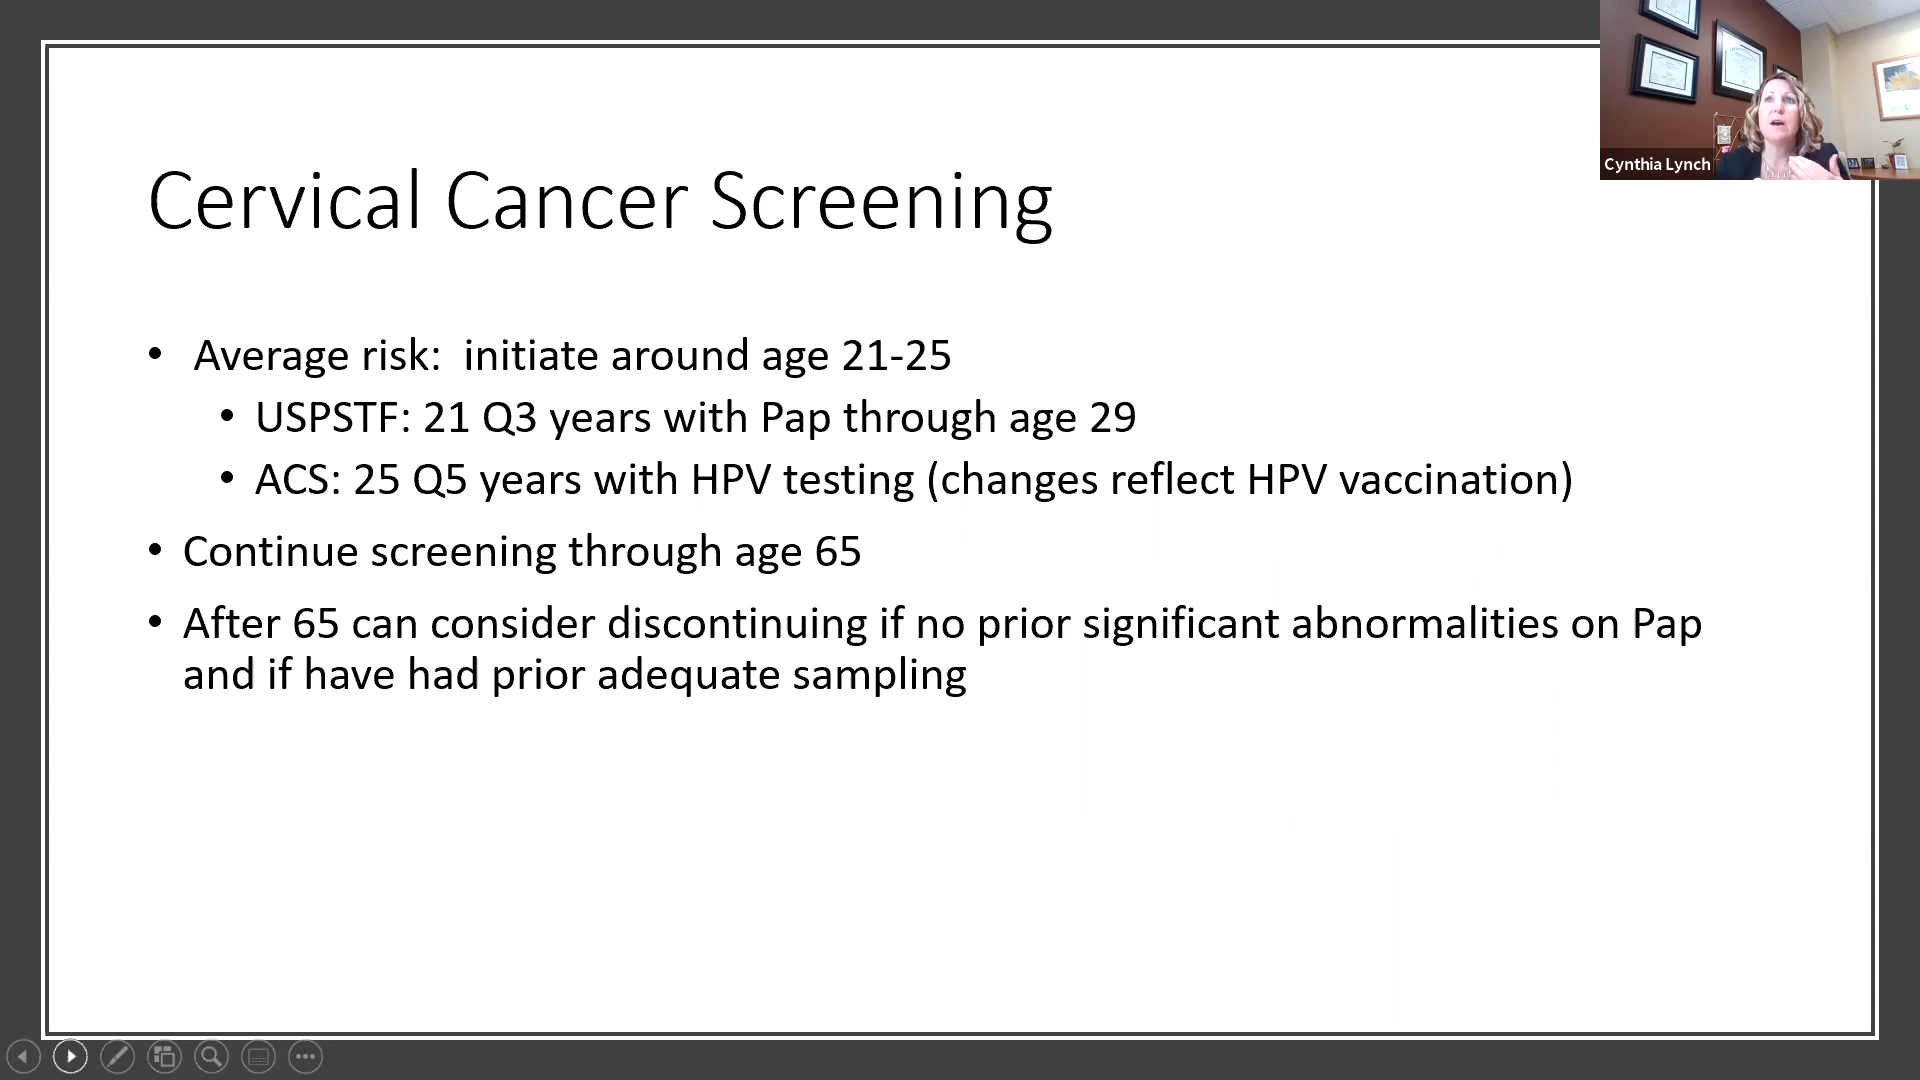 Cynthia Lynch
Cervical Cancer Screening
• Average risk:  initiate around age 21-25
• USPSTF: 21 Q3 years with Pap through age 29
• ACS: 25 Q5 years with HPV testing (changes reflect HPV vaccination)
• Continue screening through age 65
• After 65 can consider discontinuing if no prior significant abnormalities on Pap
and if have had prior adequate sampling